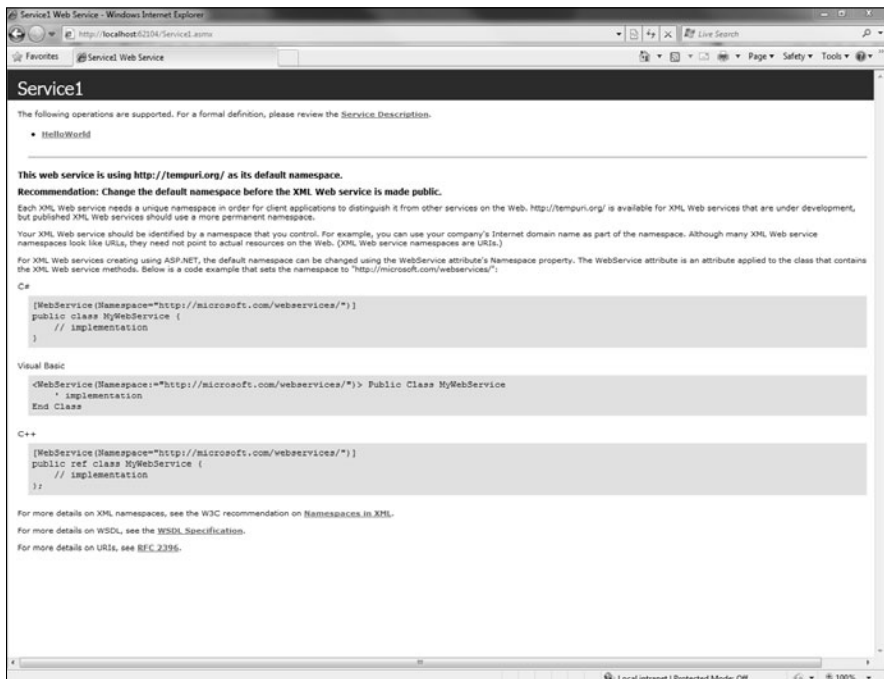 Service1 Web Service - Windows Internet Explorer
http://localhost:62104/Service1.asmx
Live Search
Favorites
Service1 Web Service
Page
Safety
Tools
Service1
The following operations are supported. For a formal definition, please review the Service Description.
• HelloWorld
This web service is using http://tempuri.org/ as its default namespace.
Recommendation: Change the default namespace before the XML Web service is made public.
Each XML Web service needs a unique namespace in order for client applications to distinguish it from other services on the Web. http://tempuri.org/ is available for XML Web services that are under development,
but published XML Web services should use a more permanent namespace.
Your XML Web service should be identified by a namespace that you control. For example, you can use your company's Internet domain name as part of the namespace. Although many XML Web service
namespaces look like URLs, they need not point to actual resources on the Web. (XML Web service namespaces are URIs.)
For XML Web services creating using ASP.NET, the default namespace can be changed using the WebService attribute's Namespace property. The WebService attribute is an attribute applied to the class that contains
the XML Web service methods. Below is a code example that sets the namespace to "http://microsoft.com/webservices/":
C#
[WebService(Namespace="http://microsoft.com/webservices/")]
public class MyWebService {
// implementation
}
Visual Basic
<WebService(Namespace:="http://microsoft.com/webservices/")> Public Class MyWebService
' implementation
End Class
C++
[WebService(Namespace="http://microsoft.com/webservices/")]
public ref class MyWebService {
// implementation
};
For more details on XML namespaces, see the W3C recommendation on Namespaces in XML.
For more details on WSDL, see the WSDL Specification.
For more details on URIs, see RFC 2396.
Local intranet | Protected Mode: Off
100%